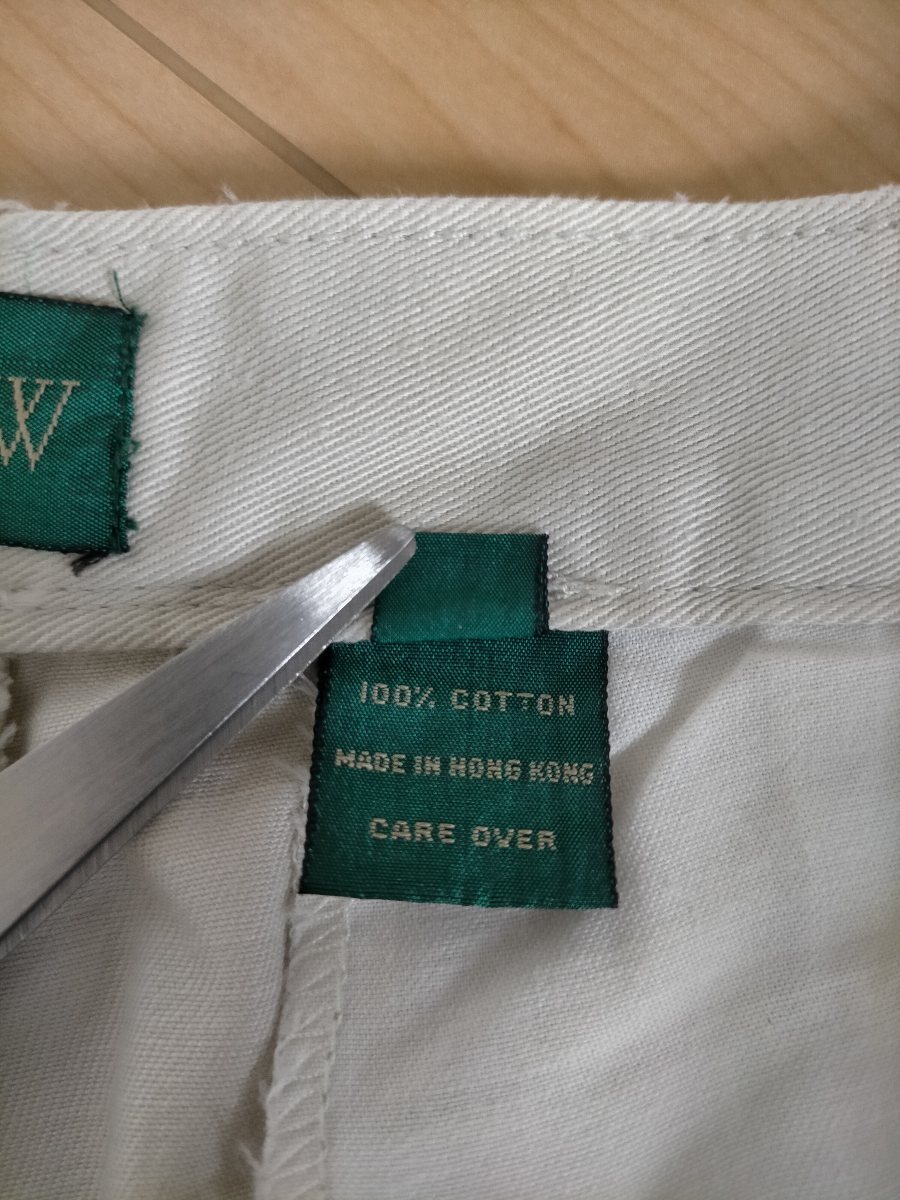 W
100% COTTON
MADE IN HONG KONG
CARE OVER